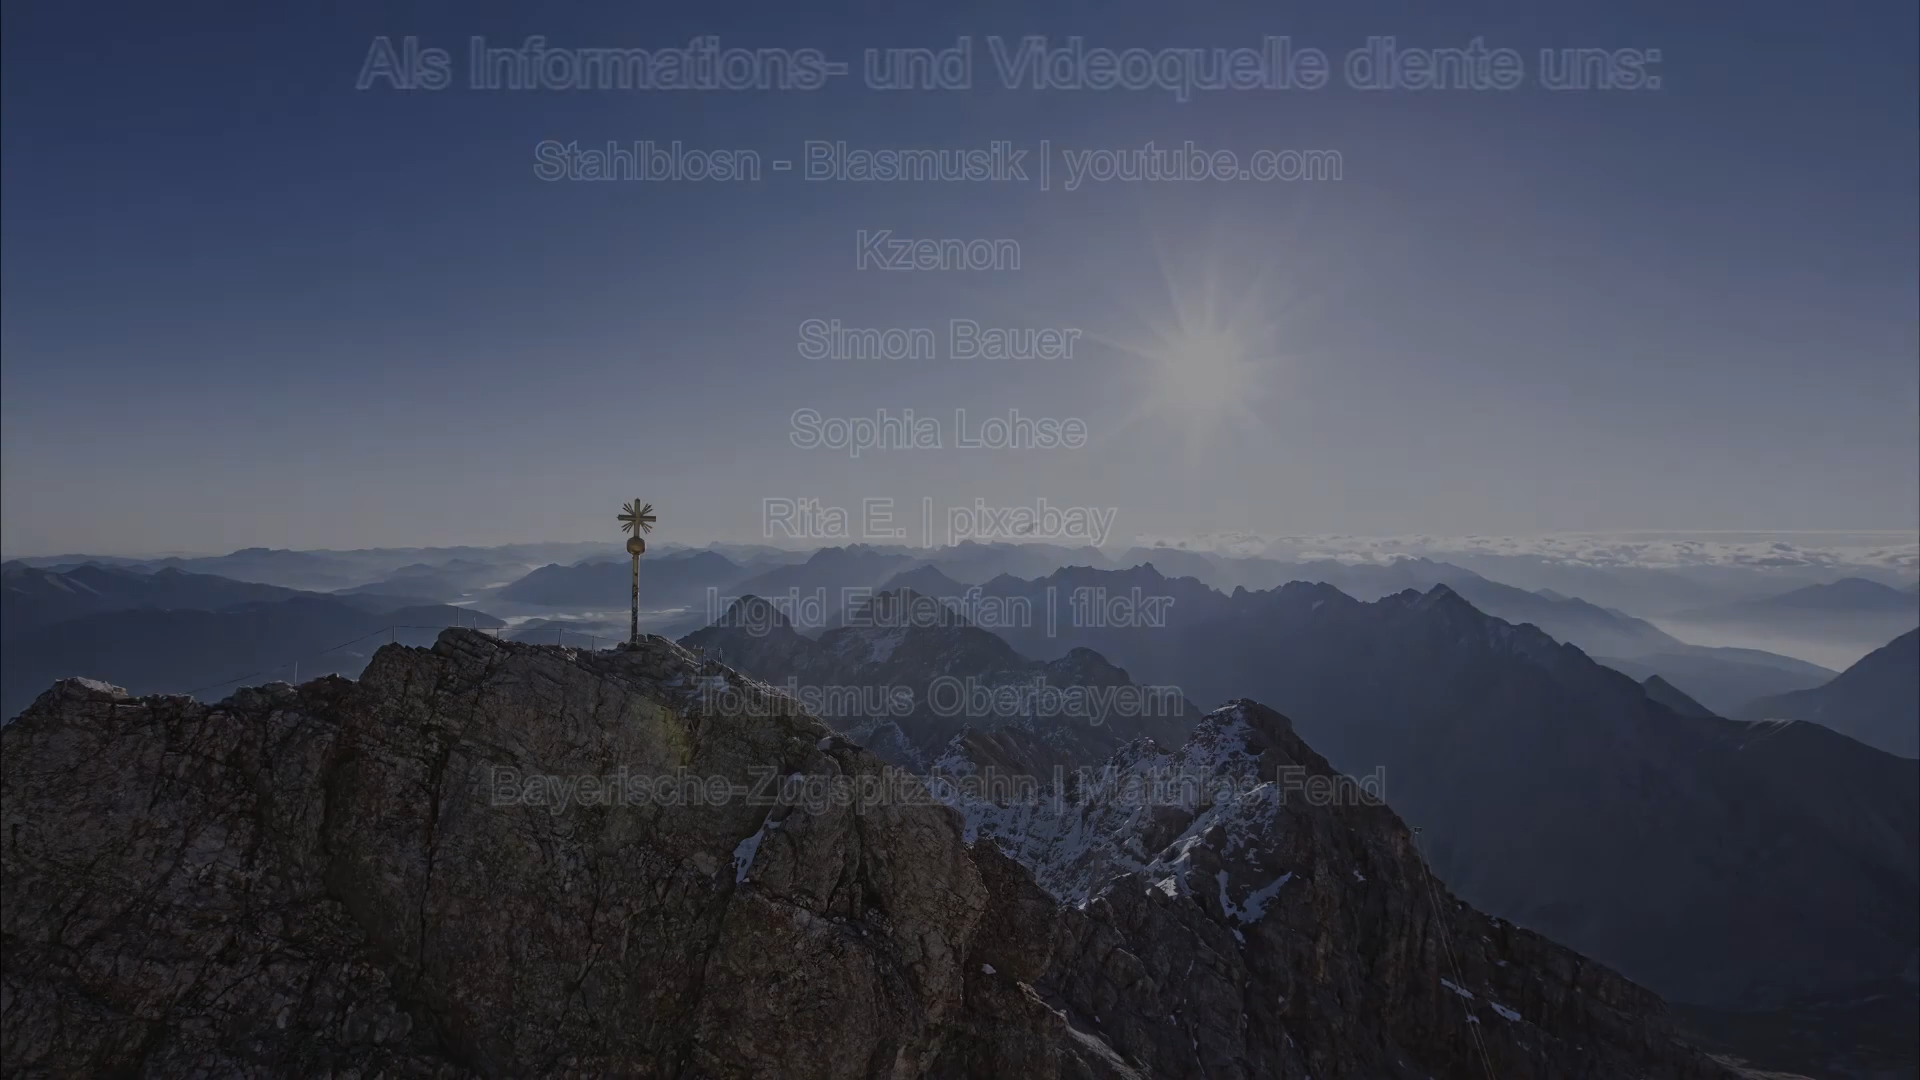 Als Informations- und Videoquelle diente uns:
Stahlblosn - Blasmusik | youtube.com
Kzenon
Simon Bauer
Sophia Lohse
Rita E. | pixabay
Ingrid Eulenfan | flickr
Tourismus Oberbayern
Bayerische-Zugspitzbahn | Matthias Fend